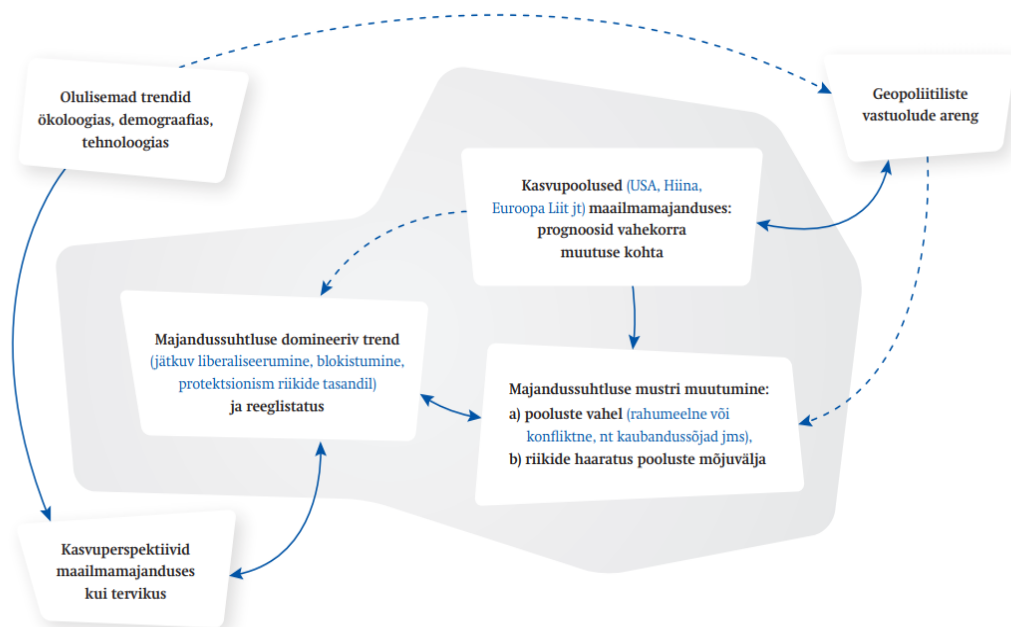 Olulisemad trendid
ökoloogias, demograafias,
tehnoloogias
Geopoliitiliste
vastuolude areng
Kasvupoolused (USA, Hiina,
Euroopa Liit jt) maailmamajanduses:
prognoosid vahekorra
muutuse kohta
Majandussuhtluse domineeriv trend
(jätkuv liberaliseerumine, blokistumine,
protektsionism riikide tasandil)
ja reeglistatus
Majandussuhtluse mustri muutumine:
a) pooluste vahel (rahumeelne või
konfliktne, nt kaubandussõjad jms),
b) riikide haaratus pooluste mõjuvälja
Kasvuperspektiivid
maailmamajanduses
kui tervikus